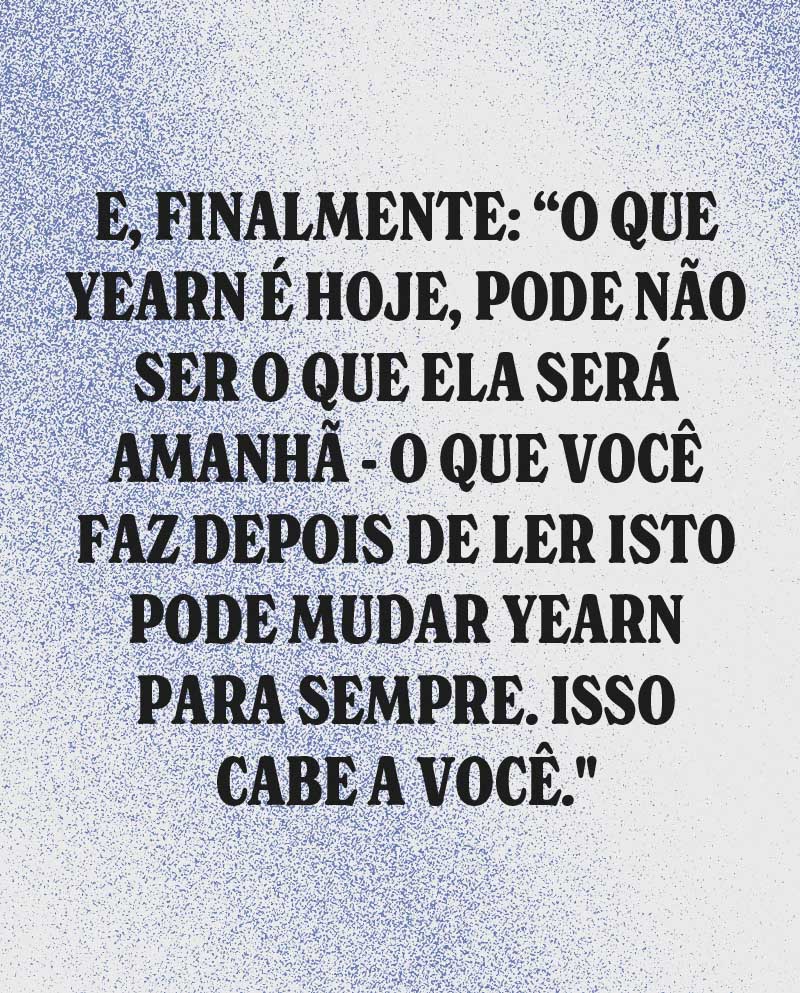 E, FINALMENTE: “O QUE
YEARN É HOJE, PODE NÃO
SER O QUE ELA SERÁ
AMANHÃ - O QUE VOCÊ
FAZ DEPOIS DE LER ISTO
PODE MUDAR YEARN
PARA SEMPRE. ISSO
CABE A VOCÊ."